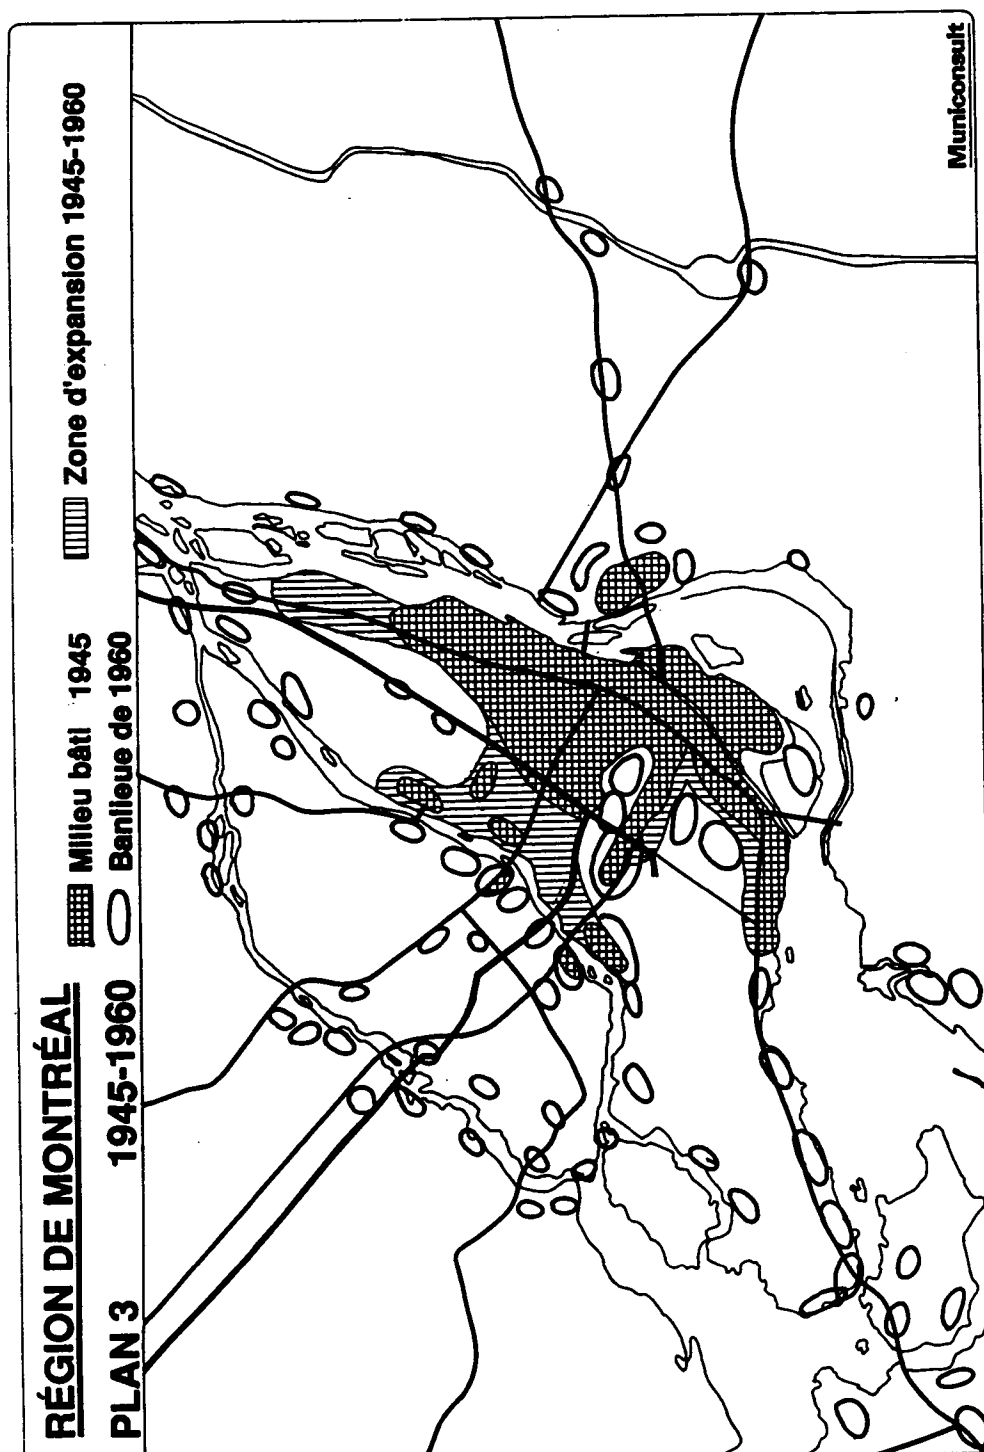 RÉGION DE MONTRÉAL
PLAN 3 1945-1960
Milieu bâti 1945
Zone d'expansion 1945-1960
Banlieue de 1960
Municonsult